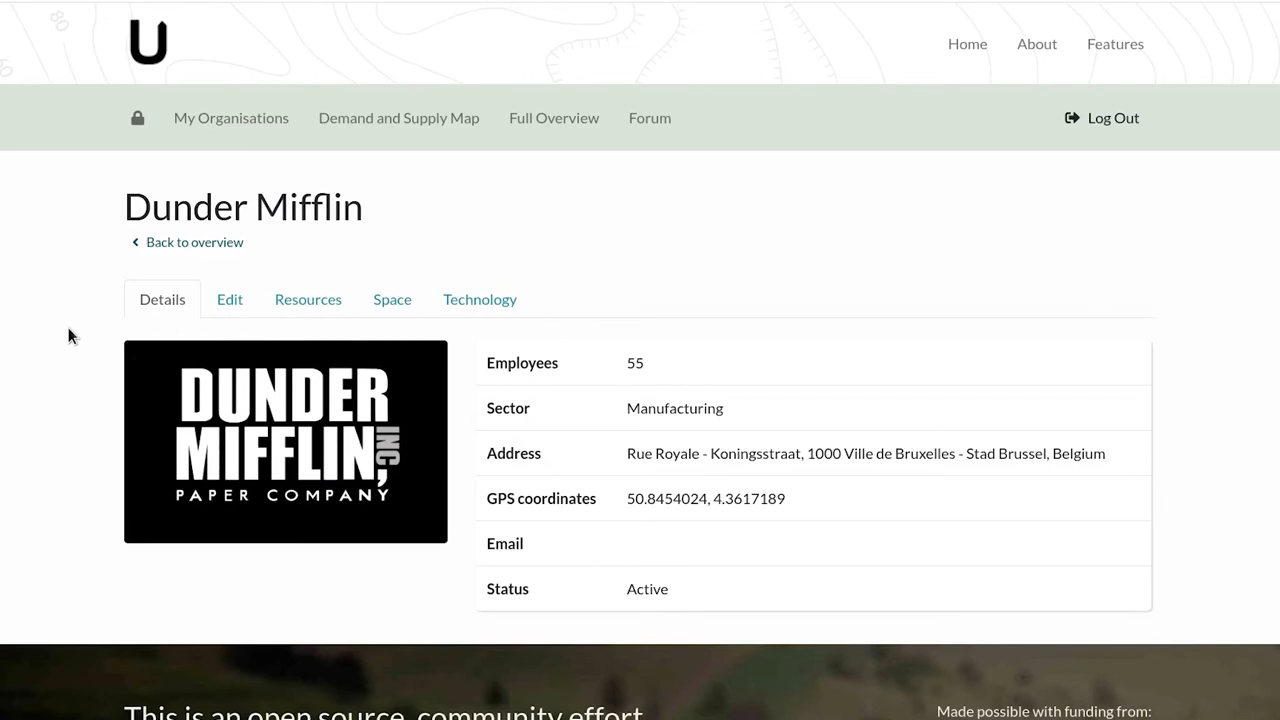 80
60
U
Home About Features
My Organisations Demand and Supply Map Full Overview Forum Log Out
Dunder Mifflin
Back to overview
Details Edit Resources Space Technology
DUNDER
MIFFLIN, INC
PAPER COMPANY
Employees 55
Sector Manufacturing
Address Rue Royale - Koningsstraat, 1000 Ville de Bruxelles - Stad Brussel, Belgium
GPS coordinates 50.8454024, 4.3617189
Email
Status Active
This is an open source, community effort
Made possible with funding from: